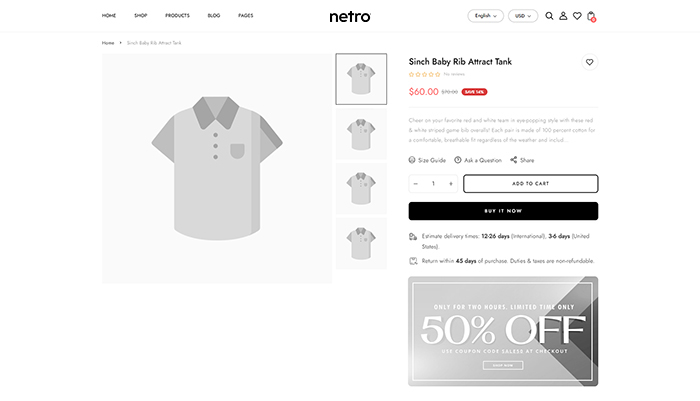 HOME SHOP PRODUCTS BLOG PAGES
netro
English USD
Home Sinch Baby Rib Attract Tank
Sinch Baby Rib Attract Tank
No reviews
$60.00 $70.00 SAVE 14%
Cheer on your favorite red and white team in eye-popping style with these red
& white striped game bib overalls! Each pair is made of 100 percent cotton for
a comfortable, breathable fit regardless of the weather and includ
Size Guide Ask a Question Share
− 1 + ADD TO CART
BUY IT NOW
Estimate delivery times: 12-26 days (International), 3-6 days (United
States).
Return within 45 days of purchase. Duties & taxes are non-refundable.
ONLY FOR TWO HOURS. LIMITED TIME ONLY
50% OFF
USE COUPON CODE SALE55 AT CHECKOUT
SHOP NOW